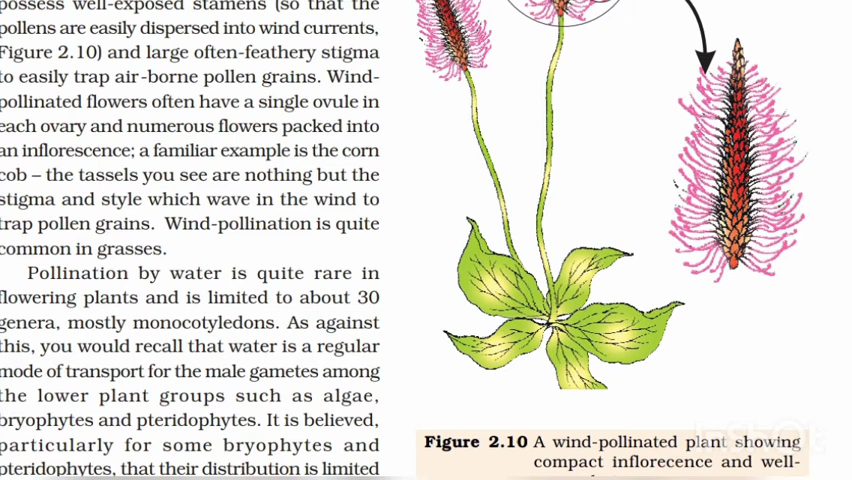 possess well-exposed stamens (so that the
pollens are easily dispersed into wind currents,
Figure 2.10) and large often-feathery stigma
to easily trap air-borne pollen grains. Wind-
pollinated flowers often have a single ovule in
each ovary and numerous flowers packed into
an inflorescence; a familiar example is the corn
cob – the tassels you see are nothing but the
stigma and style which wave in the wind to
trap pollen grains. Wind-pollination is quite
common in grasses.
Pollination by water is quite rare in
flowering plants and is limited to about 30
genera, mostly monocotyledons. As against
this, you would recall that water is a regular
mode of transport for the male gametes among
the lower plant groups such as algae,
bryophytes and pteridophytes. It is believed,
particularly for some bryophytes and
pteridophytes, that their distribution is limited
Figure 2.10 A wind-pollinated plant showing
compact inflorecence and well-
InShOt